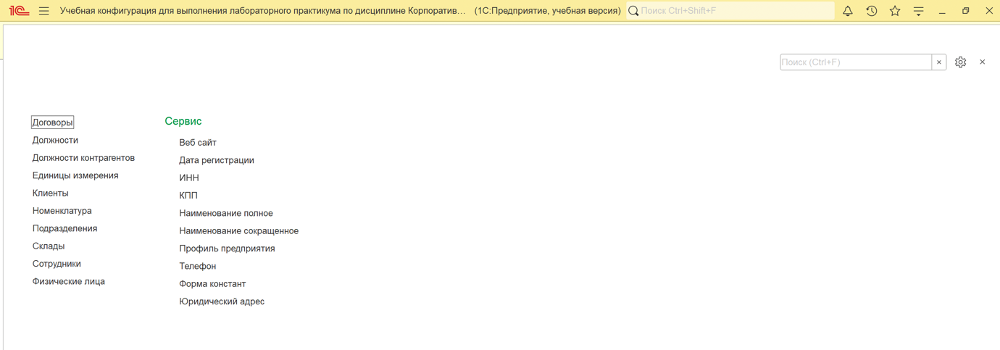 1С Учебная конфигурация для выполнения лабораторного практикума по дисциплине Корпоратив... (1С:Предприятие, учебная версия) Поиск Ctrl+Shift+F
Поиск (Ctrl+F)
Договоры
Должности
Должности контрагентов
Единицы измерения
Клиенты
Номенклатура
Подразделения
Склады
Сотрудники
Физические лица
Сервис
Веб сайт
Дата регистрации
ИНН
КПП
Наименование полное
Наименование сокращенное
Профиль предприятия
Телефон
Форма констант
Юридический адрес